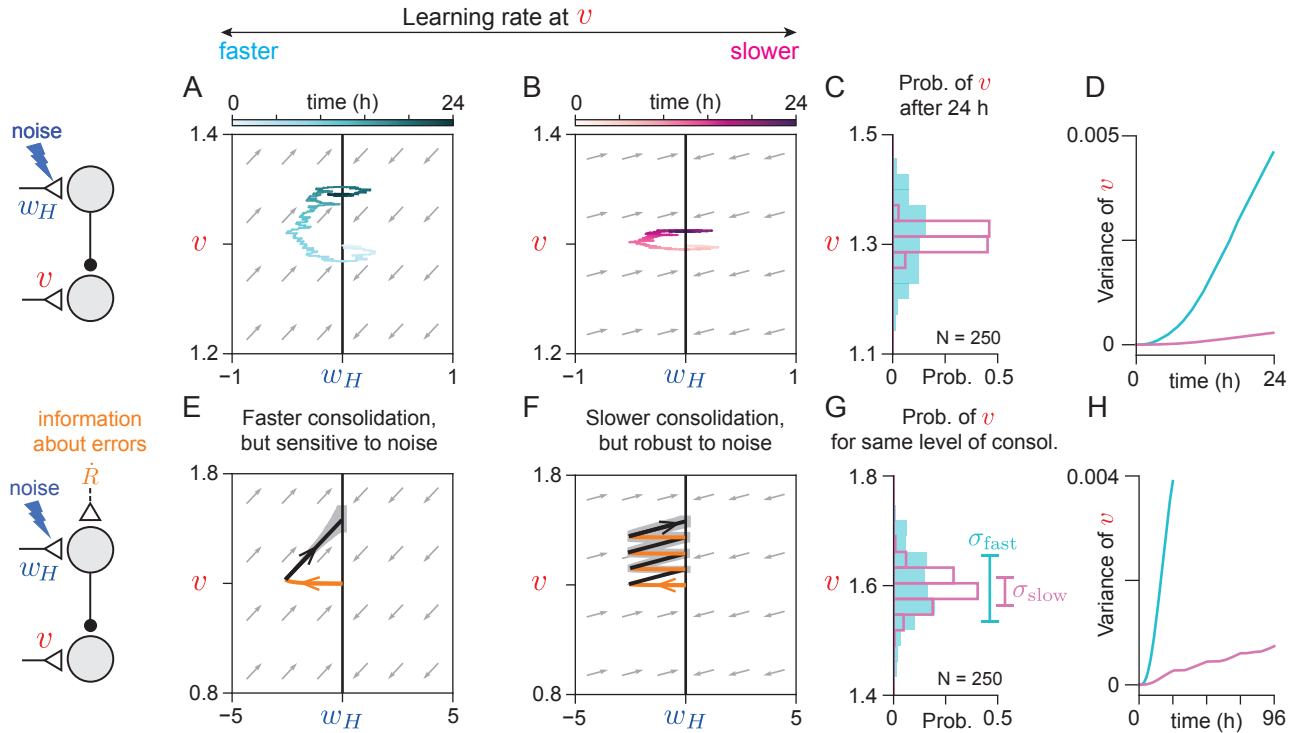 Learning rate at v
faster
slower
A
0 time (h) 24
B
0 time (h) 24
C
Prob. of v
after 24 h
D
noise
w_H
v
1.4
v
1.2
−1
w_H
1
1.4
v
1.2
−1
w_H
1
1.5
v
1.3
1.1
N = 250
0 Prob. 0.5
0.005
Variance of v
0
0 time (h) 24
information
about errors
Ṙ
noise
w_H
v
E
Faster consolidation,
but sensitive to noise
1.8
v
0.8
−5
w_H
5
F
Slower consolidation,
but robust to noise
1.8
v
0.8
−5
w_H
5
G
Prob. of v
for same level of consol.
1.8
v
1.6
1.4
σ_fast
σ_slow
N = 250
0 Prob. 0.5
H
0.004
Variance of v
0
0 time (h) 96